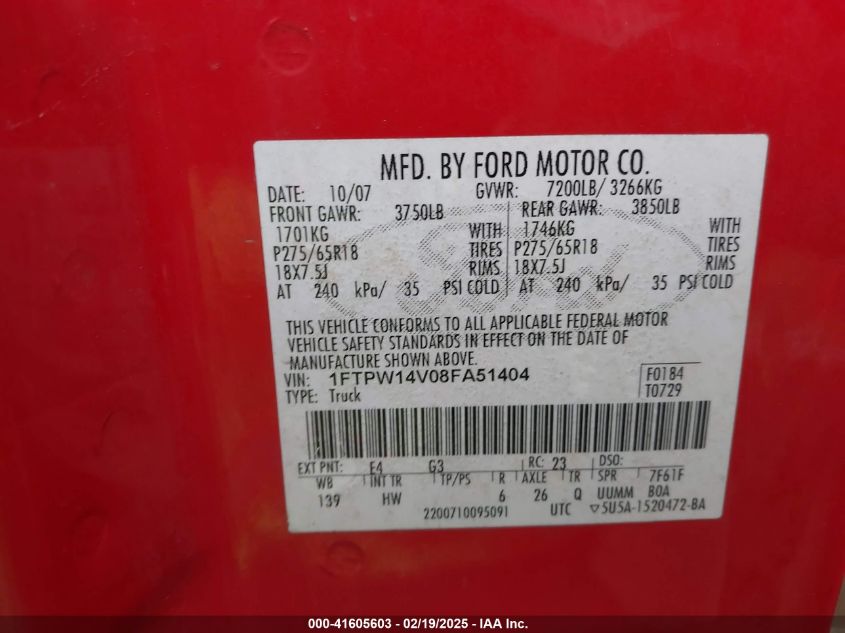 MFD. BY FORD MOTOR CO.
DATE: 10/07 GVWR: 7200LB/ 3266KG
FRONT GAWR: 3750LB REAR GAWR: 3850LB
1701KG WITH 1746KG WITH
P275/65R18 TIRES P275/65R18 TIRES
18X7.5J RIMS 18X7.5J RIMS
AT 240 kPa/ 35 PSI COLD AT 240 kPa/ 35 PSI COLD
THIS VEHICLE CONFORMS TO ALL APPLICABLE FEDERAL MOTOR
VEHICLE SAFETY STANDARDS IN EFFECT ON THE DATE OF
MANUFACTURE SHOWN ABOVE.
VIN: 1FTPW14V08FA51404 F0184
TYPE: Truck T0729
EXT PNT: E4 G3 RC: 23 DSO:
WB INT TR TP/PS R AXLE TR SPR 7F61F
139 HW 6 26 Q UUMM BOA
2200710095091 UTC ▽5U5A-1520472-BA
000-41605603 - 02/19/2025 - IAA Inc.